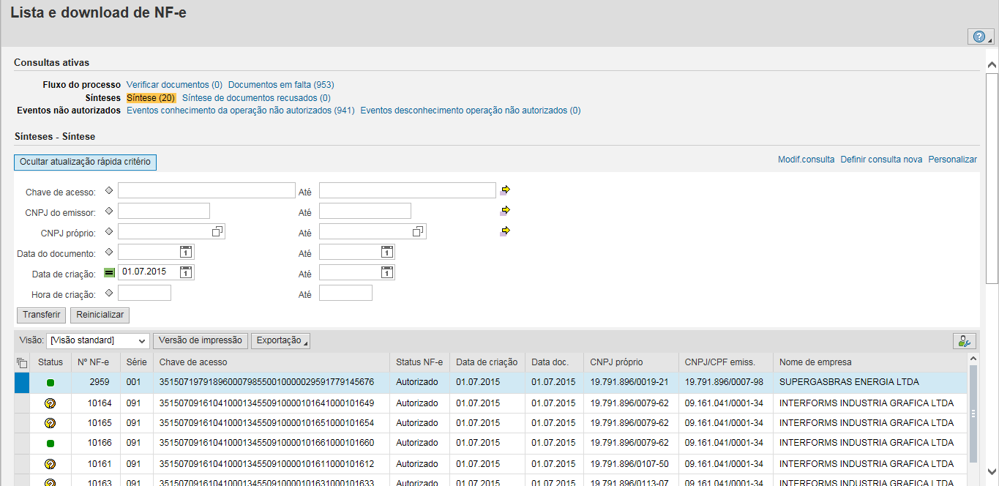 Lista e download de NF-e
Consultas ativas
Fluxo do processo Verificar documentos (0) Documentos em falta (953)
Sínteses Síntese (20) Síntese de documentos recusados (0)
Eventos não autorizados Eventos conhecimento da operação não autorizados (941) Eventos desconhecimento operação não autorizados (0)
Sínteses - Síntese
Ocultar atualização rápida critério Modif.consulta Definir consulta nova Personalizar
Chave de acesso: Até
CNPJ do emissor: Até
CNPJ próprio: Até
Data do documento: 1 Até 1
Data de criação: 01.07.2015 1 Até 1
Hora de criação: Até
Transferir Reinicializar
Visão: [Visão standard] Versão de impressão Exportação
Status Nº NF-e Série Chave de acesso Status NF-e Data de criação Data doc. CNPJ próprio CNPJ/CPF emiss. Nome de empresa
2959 001 35150719791896000798550010000029591779145676 Autorizado 01.07.2015 01.07.2015 19.791.896/0019-21 19.791.896/0007-98 SUPERGASBRAS ENERGIA LTDA
10164 091 35150709161041000134550910000101641000101649 Autorizado 01.07.2015 01.07.2015 19.791.896/0079-62 09.161.041/0001-34 INTERFORMS INDUSTRIA GRAFICA LTDA
10165 091 35150709161041000134550910000101651000101654 Autorizado 01.07.2015 01.07.2015 19.791.896/0079-62 09.161.041/0001-34 INTERFORMS INDUSTRIA GRAFICA LTDA
10166 091 35150709161041000134550910000101661000101660 Autorizado 01.07.2015 01.07.2015 19.791.896/0079-62 09.161.041/0001-34 INTERFORMS INDUSTRIA GRAFICA LTDA
10161 091 35150709161041000134550910000101611000101612 Autorizado 01.07.2015 01.07.2015 19.791.896/0107-50 09.161.041/0001-34 INTERFORMS INDUSTRIA GRAFICA LTDA
10163 091 35150709161041000134550910000101631000101633 Autorizado 01.07.2015 01.07.2015 19.791.896/0113-07 09.161.041/0001-34 INTERFORMS INDUSTRIA GRAFICA LTDA